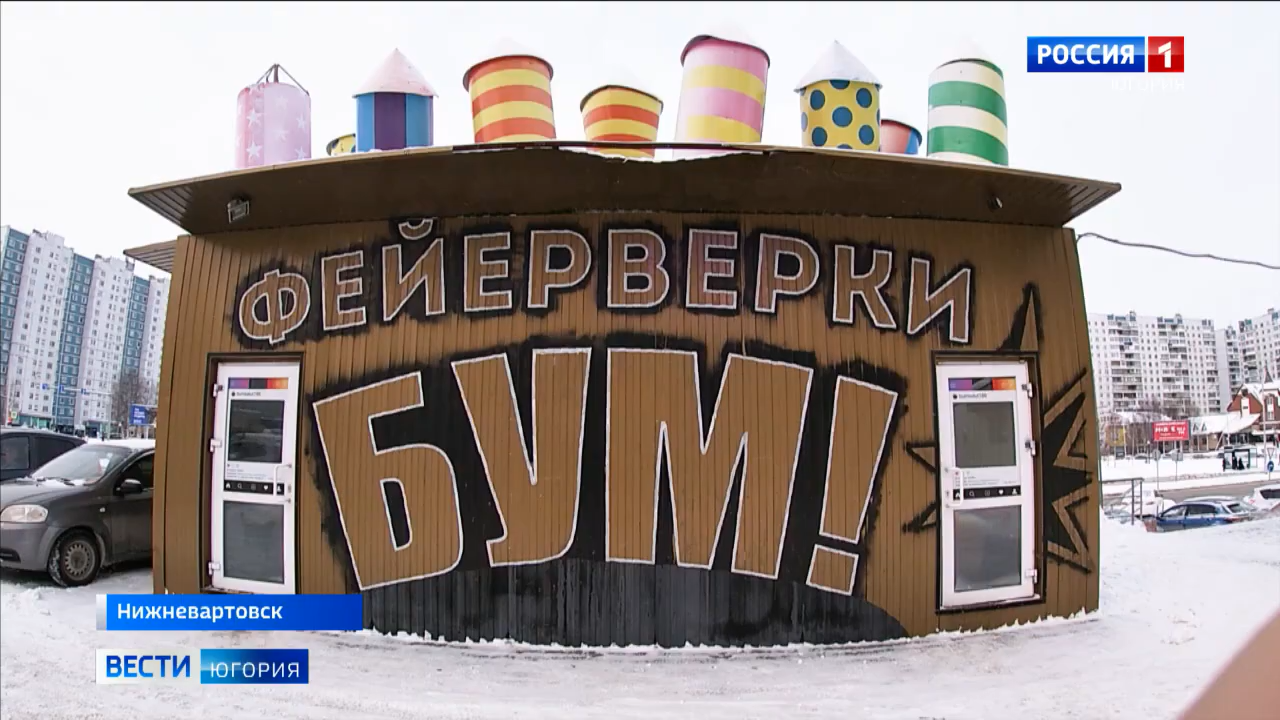 РОССИЯ 1
ЮГОРИЯ
ФЕЙЕРВЕРКИ
БУМ!
Нижневартовск
ВЕСТИ ЮГОРИЯ